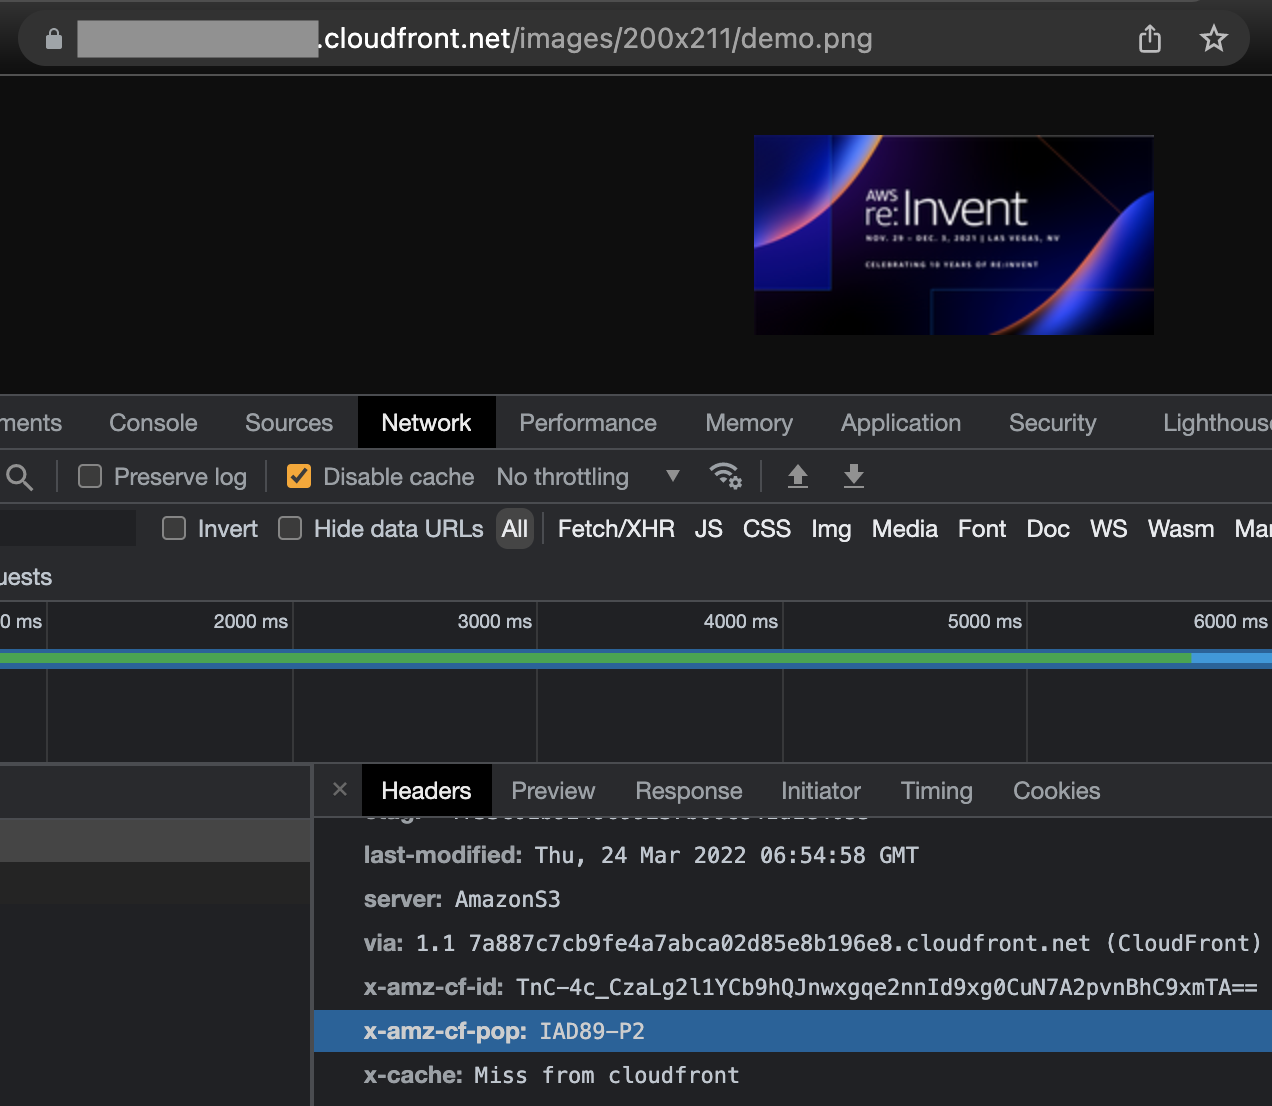 .cloudfront.net/images/200x211/demo.png
AWS
re:Invent
NOV. 29 – DEC. 3, 2021 | LAS VEGAS, NV
CELEBRATING 10 YEARS OF RE:INVENT
ments Console Sources Network Performance Memory Application Security Lighthouse
Preserve log Disable cache No throttling
Invert Hide data URLs All Fetch/XHR JS CSS Img Media Font Doc WS Wasm Man
uests
0 ms 2000 ms 3000 ms 4000 ms 5000 ms 6000 ms
× Headers Preview Response Initiator Timing Cookies
last-modified: Thu, 24 Mar 2022 06:54:58 GMT
server: AmazonS3
via: 1.1 7a887c7cb9fe4a7abca02d85e8b196e8.cloudfront.net (CloudFront)
x-amz-cf-id: TnC-4c_CzaLg2l1YCb9hQJnwxgqe2nnId9xg0CuN7A2pvnBhC9xmTA==
x-amz-cf-pop: IAD89-P2
x-cache: Miss from cloudfront